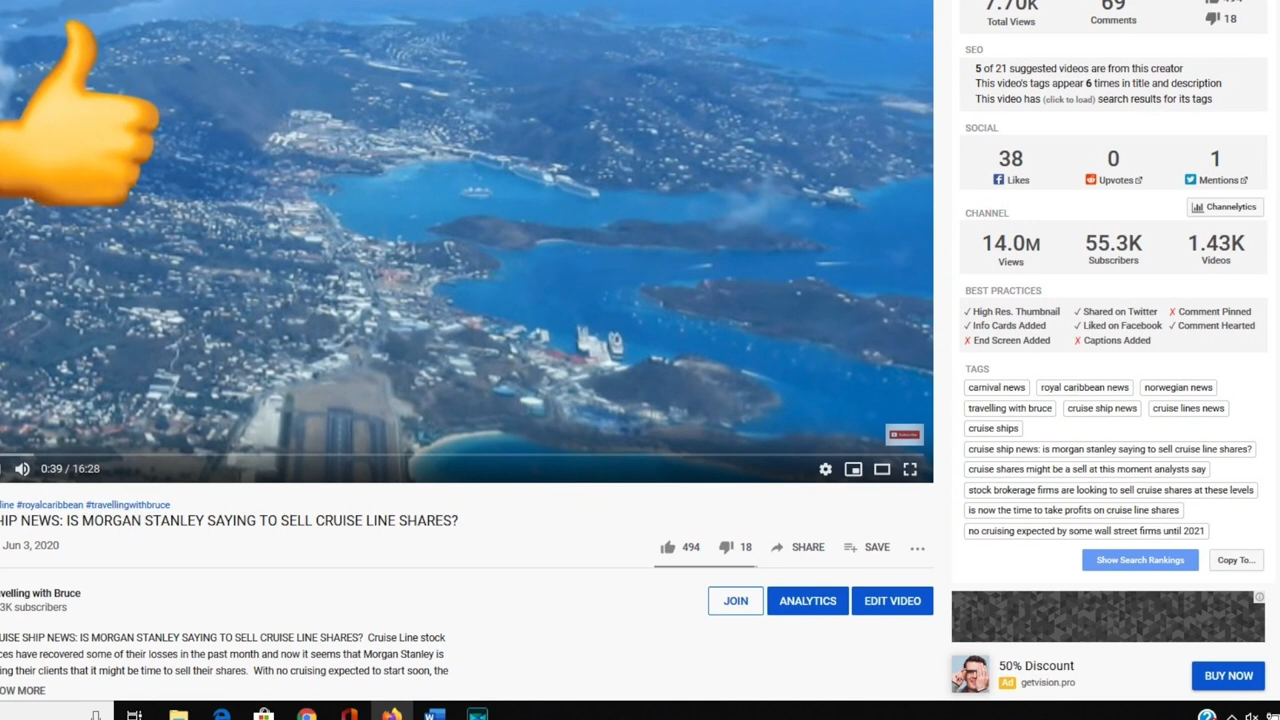 7.70K
69
494
Total Views
Comments
18
SEO
5 of 21 suggested videos are from this creator
This video's tags appear 6 times in title and description
This video has (click to load) search results for its tags
SOCIAL
38
0
1
Likes
Upvotes
Mentions
Channelytics
CHANNEL
14.0M
55.3K
1.43K
Views
Subscribers
Videos
BEST PRACTICES
✓ High Res. Thumbnail
✓ Shared on Twitter
✗ Comment Pinned
✓ Info Cards Added
✓ Liked on Facebook
✓ Comment Hearted
✗ End Screen Added
✗ Captions Added
TAGS
carnival news
royal caribbean news
norwegian news
travelling with bruce
cruise ship news
cruise lines news
cruise ships
cruise ship news: is morgan stanley saying to sell cruise line shares?
cruise shares might be a sell at this moment analysts say
stock brokerage firms are looking to sell cruise shares at these levels
is now the time to take profits on cruise line shares
no cruising expected by some wall street firms until 2021
Show Search Rankings
Copy To...
50% Discount
Ad getvision.pro
BUY NOW
Subscribe
0:39 / 16:28
line #royalcaribbean #travellingwithbruce
HIP NEWS: IS MORGAN STANLEY SAYING TO SELL CRUISE LINE SHARES?
Jun 3, 2020
494
18
SHARE
SAVE
velling with Bruce
3K subscribers
JOIN
ANALYTICS
EDIT VIDEO
UISE SHIP NEWS: IS MORGAN STANLEY SAYING TO SELL CRUISE LINE SHARES? Cruise Line stock
ces have recovered some of their losses in the past month and now it seems that Morgan Stanley is
ing their clients that it might be time to sell their shares. With no cruising expected to start soon, the
OW MORE